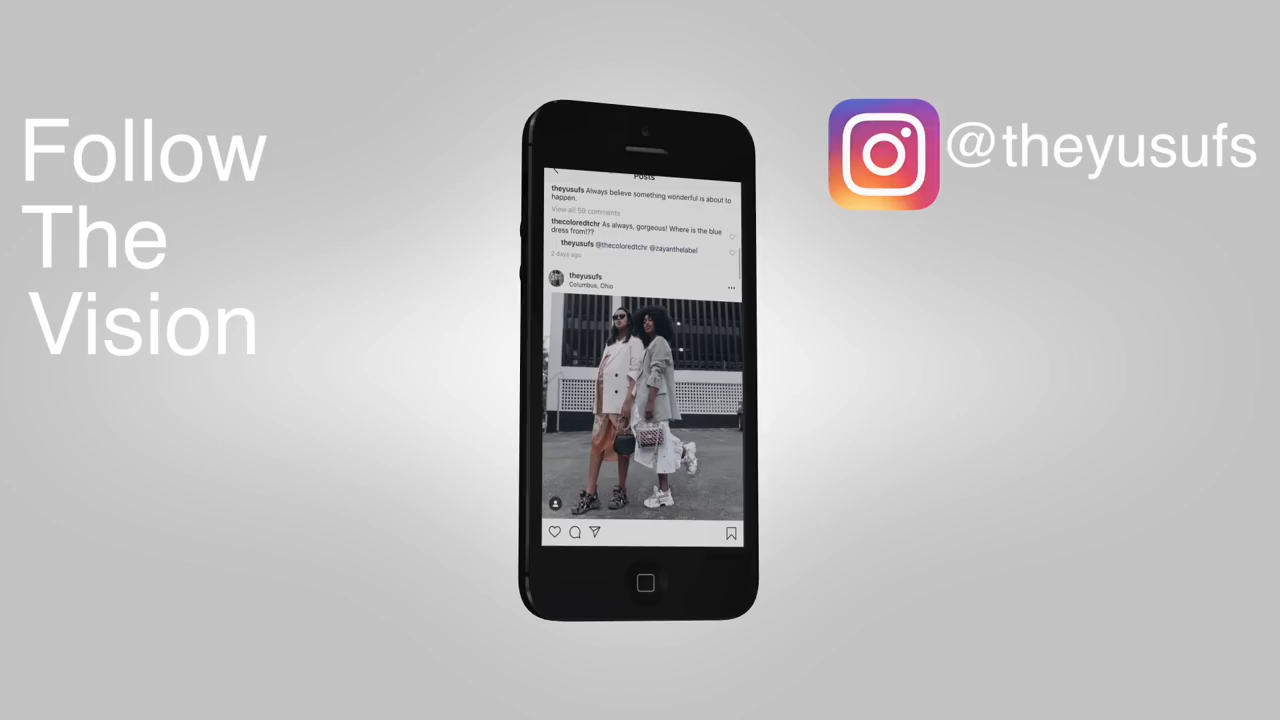 Follow
The
Vision
@theyusufs
Posts
theyusufs Always believe something wonderful is about to
happen.
View all 59 comments
thecoloredtchr As always, gorgeous! Where is the blue
dress from!??
theyusufs @thecoloredtchr @zayanthelabel
2 days ago
theyusufs
Columbus, Ohio